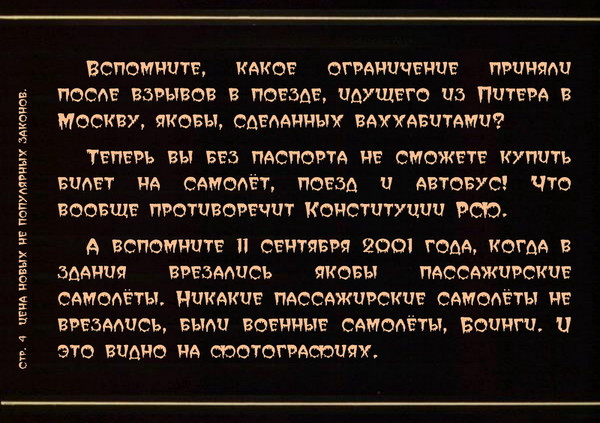 Вспомните, какое ограничение приняли
после взрывов в поезде, идущего из Питера в
Москву, якобы, сделанных ваххабитами?
Теперь вы без паспорта не сможете купить
билет на самолёт, поезд и автобус! Что
вообще противоречит Конституции РСФ.
А вспомните 11 сентября 2001 года, когда в
здания врезались якобы пассажирские
самолёты. Никакие пассажирские самолёты не
врезались, были военные самолёты, Боинги. И
это видно на фотографиях.
стр. 4 Цена новых не популярных законов.